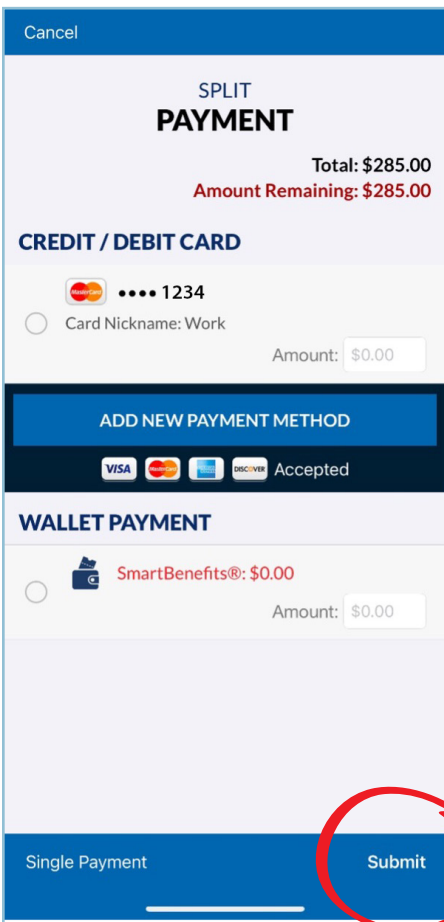 Cancel
SPLIT
PAYMENT
Total: $285.00
Amount Remaining: $285.00
CREDIT / DEBIT CARD
MasterCard •••• 1234
Card Nickname: Work
Amount: $0.00
ADD NEW PAYMENT METHOD
VISA MasterCard DISCOVER Accepted
WALLET PAYMENT
SmartBenefits®: $0.00
Amount: $0.00
Single Payment Submit